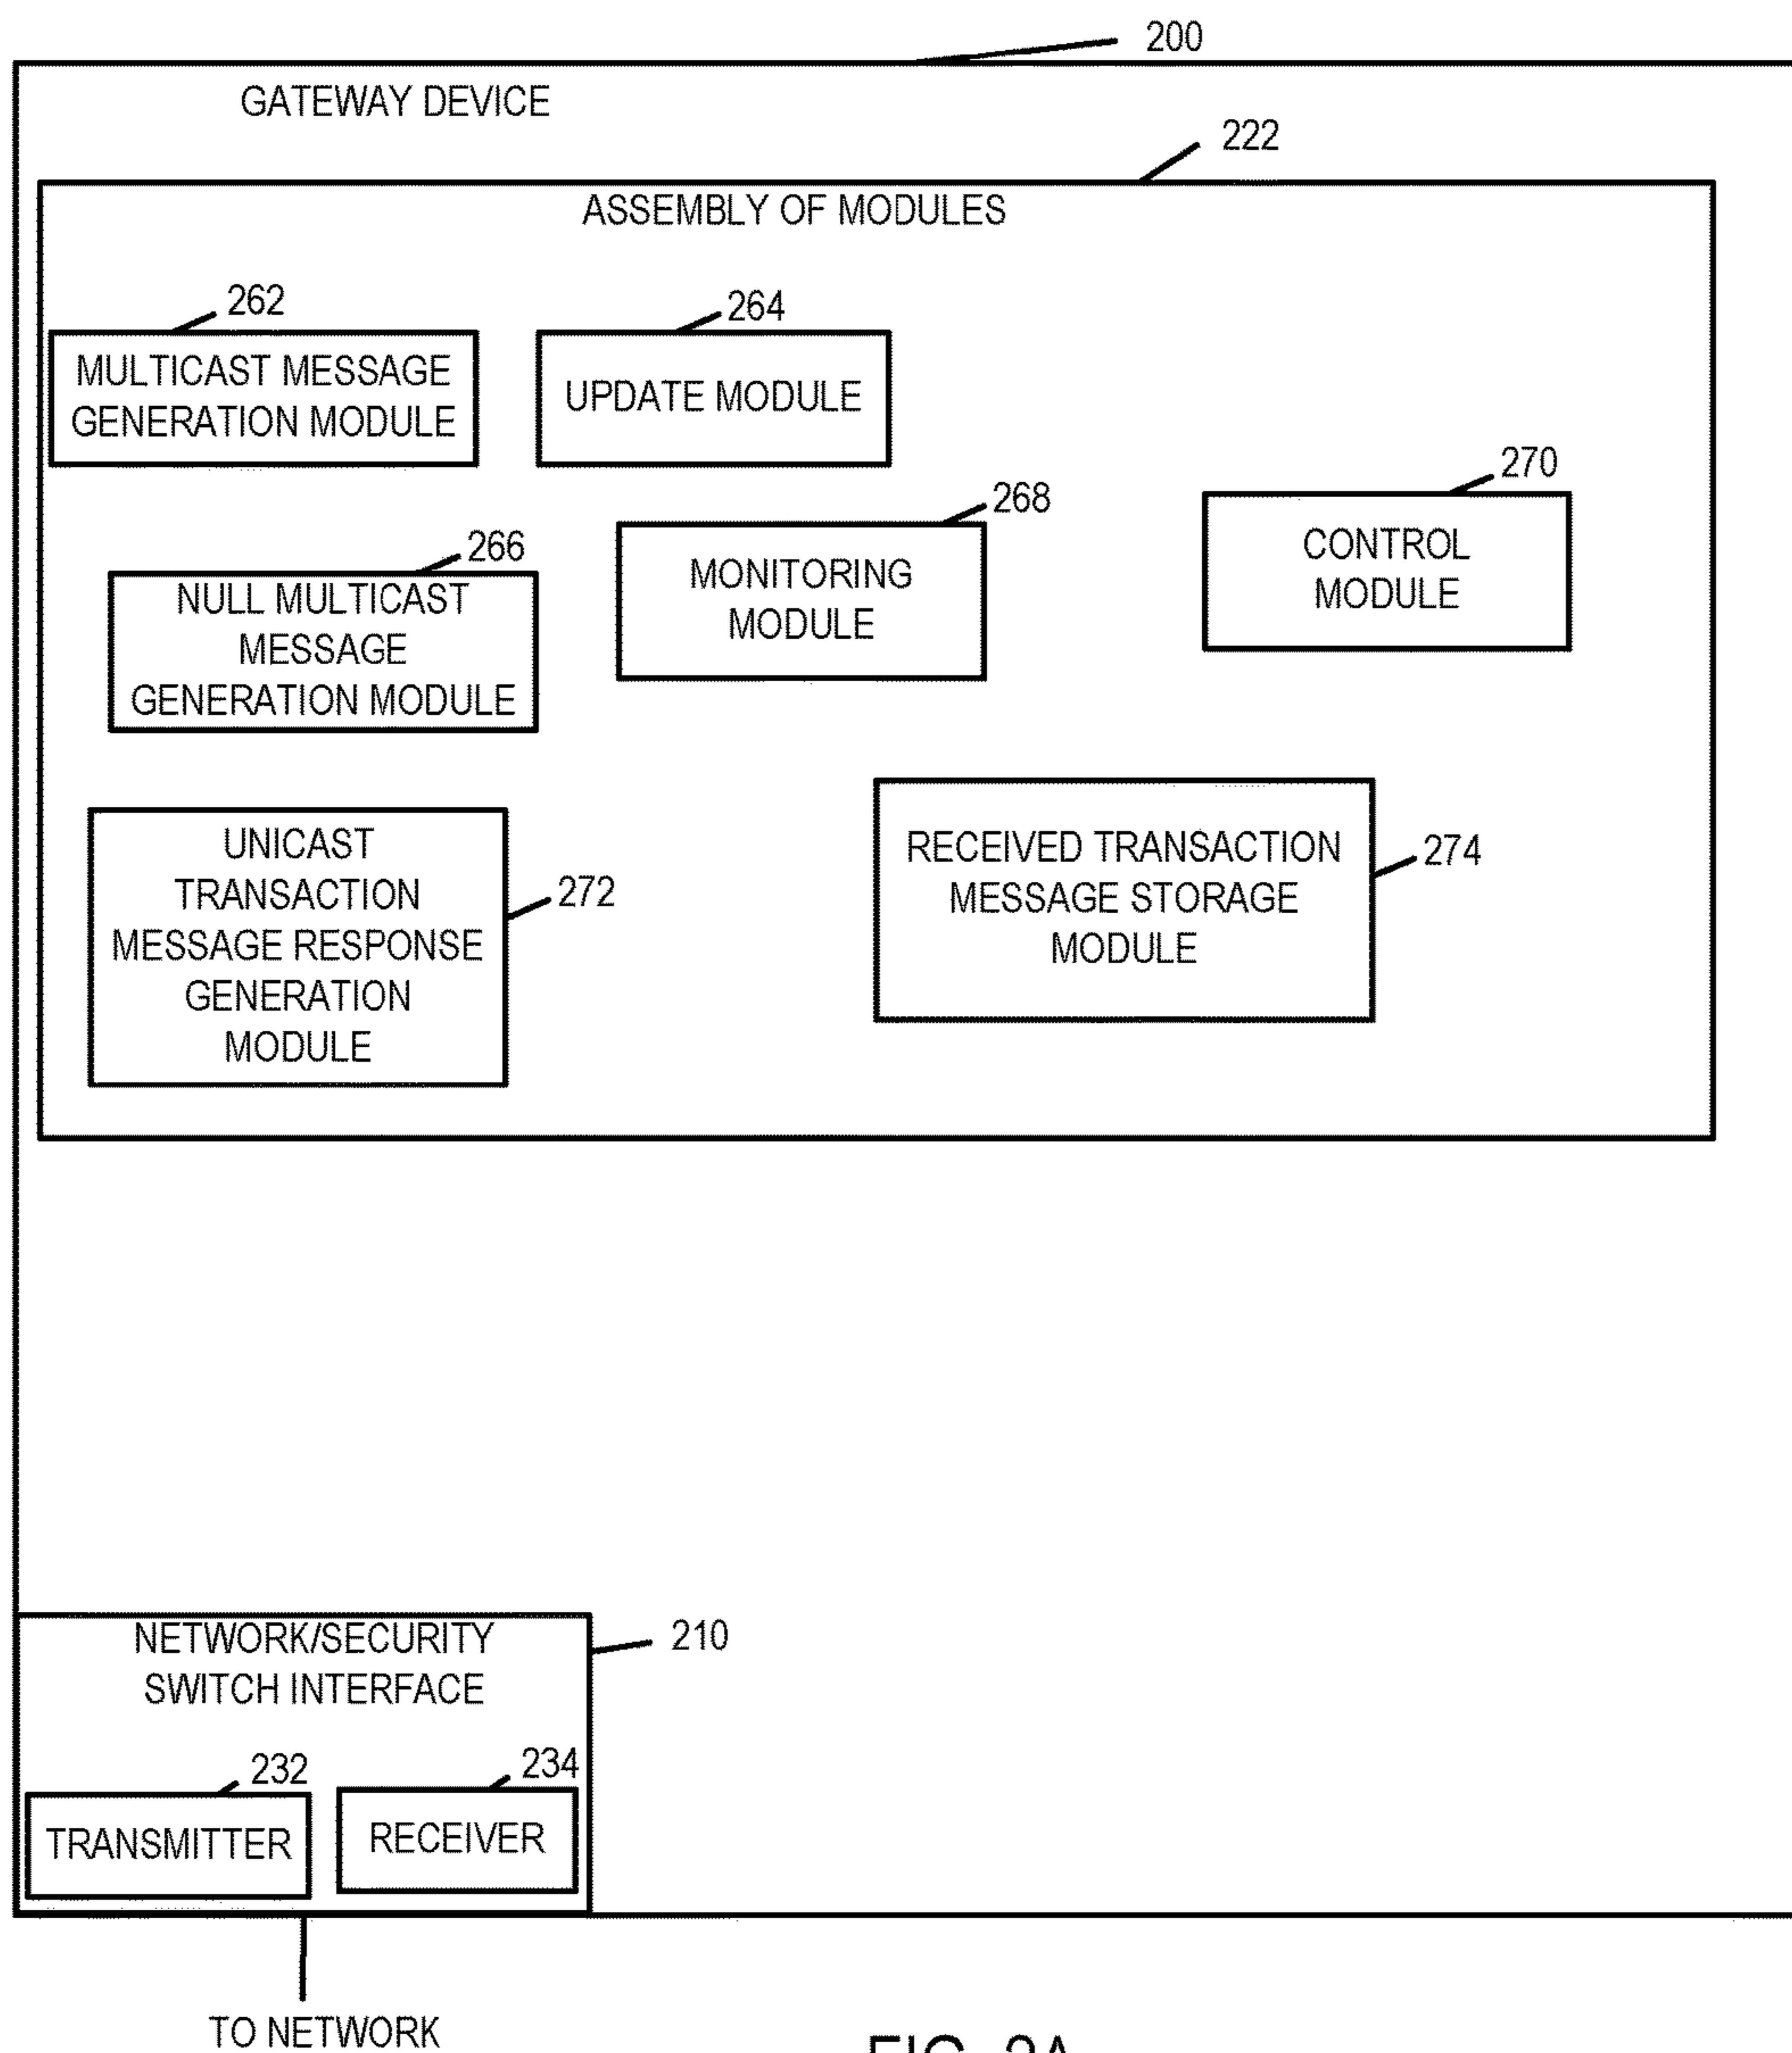 200
GATEWAY DEVICE
222
ASSEMBLY OF MODULES
262
MULTICAST MESSAGE
GENERATION MODULE
264
UPDATE MODULE
270
CONTROL
MODULE
268
MONITORING
MODULE
266
NULL MULTICAST
MESSAGE
GENERATION MODULE
UNICAST
TRANSACTION
MESSAGE RESPONSE
GENERATION
MODULE
272
RECEIVED TRANSACTION
MESSAGE STORAGE
MODULE
274
NETWORK/SECURITY
SWITCH INTERFACE
210
232
TRANSMITTER
234
RECEIVER
TO NETWORK
FIG. 2A